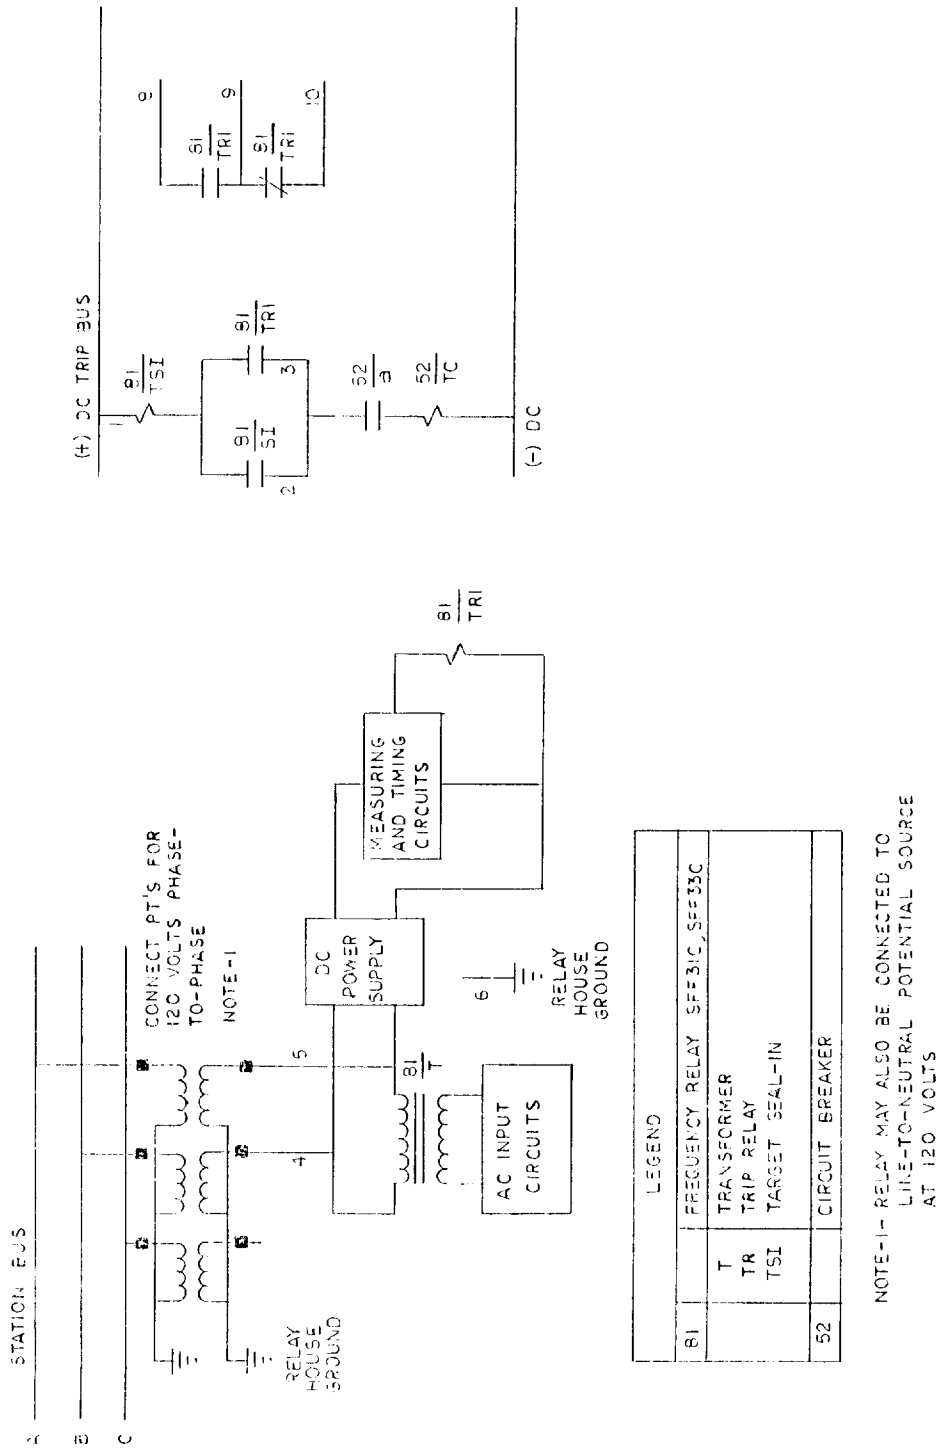 STATION BUS
B
C
CONNECT PT'S FOR
120 VOLTS PHASE-
TO-PHASE
NOTE-1
RELAY
HOUSE
GROUND
4
5
81
T
AC INPUT
CIRCUITS
DC
POWER
SUPPLY
6
RELAY
HOUSE
GROUND
MEASURING
AND TIMING
CIRCUITS
81
TR1
(+) DC TRIP BUS
1
81
TSI
81
SI
2
81
TR1
3
52
a
52
TC
(-) DC
8
81
TR1
9
81
TR1
10
LEGEND
81 FREQUENCY RELAY SFF31C, SFF33C
T TRANSFORMER
TR TRIP RELAY
TSI TARGET SEAL-IN
52 CIRCUIT BREAKER
NOTE-1- RELAY MAY ALSO BE CONNECTED TO
LINE-TO-NEUTRAL POTENTIAL SOURCE
AT 120 VOLTS